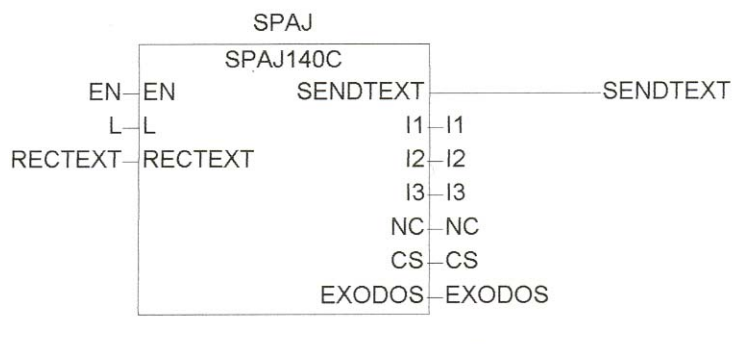 SPAJ
SPAJ140C
EN EN SENDTEXT SENDTEXT
L L I1 I1
RECTEXT RECTEXT I2 I2
I3 I3
NC NC
CS CS
EXODOS EXODOS